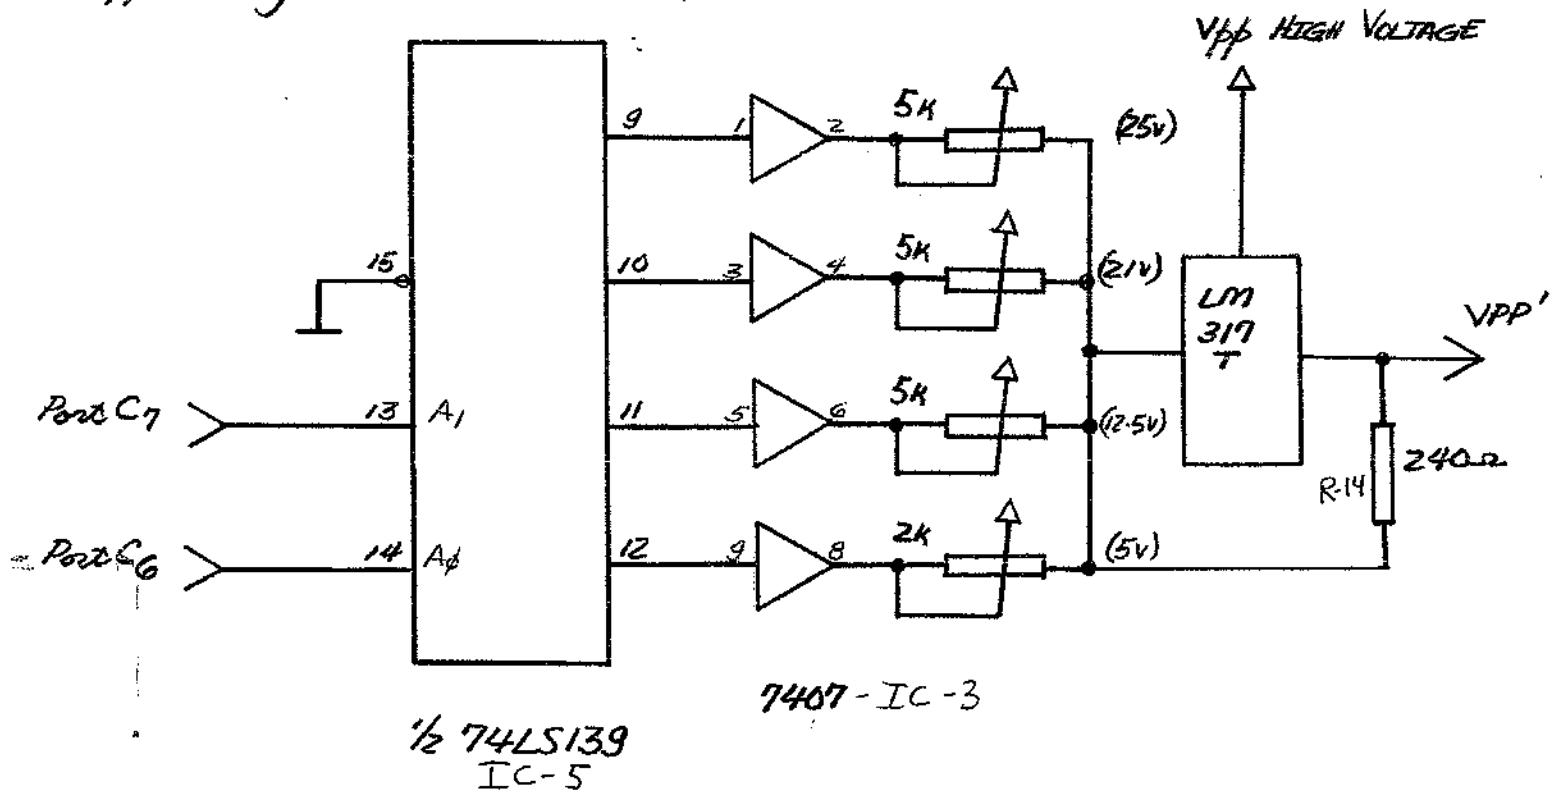 Vpp HIGH VOLTAGE
9
1
2
5K
(25v)
15
10
3
4
5K
(21v)
LM
317
T
VPP'
Port C7
13
A1
11
5
6
5K
(12.5v)
R-14
240Ω
Port C6
14
Aϕ
12
9
8
2K
(5v)
7407 - IC - 3
1/2 74LS139
IC - 5